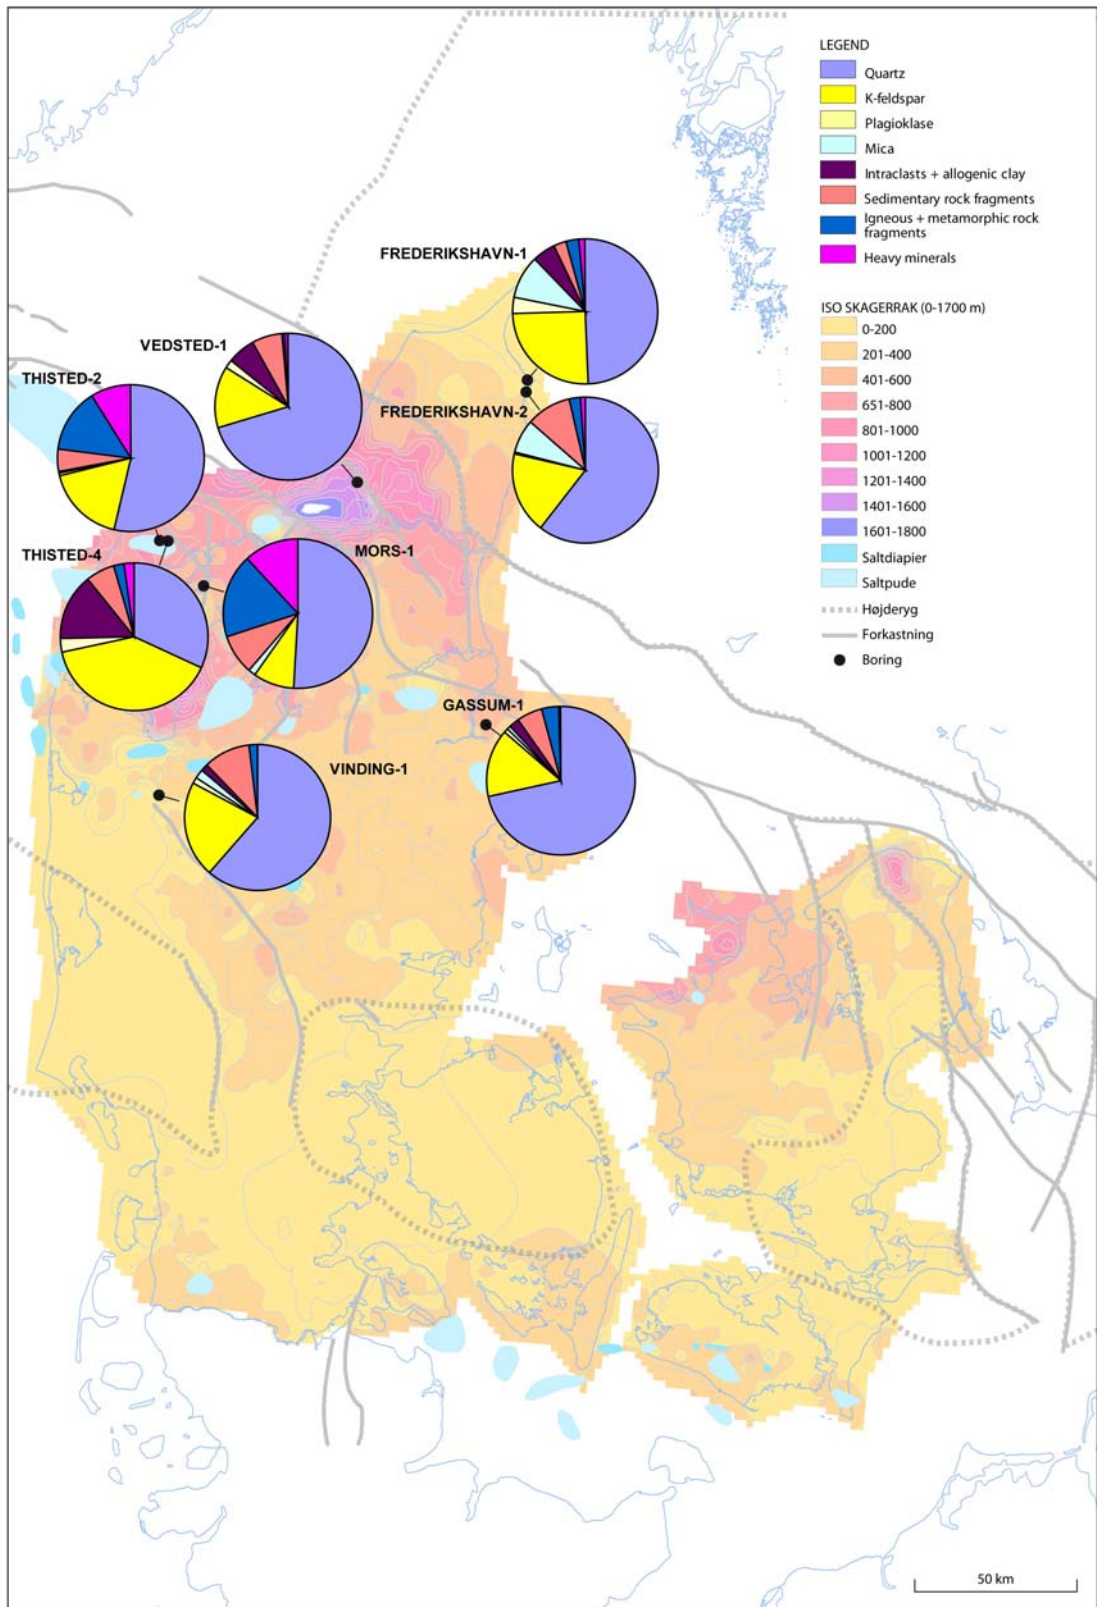 LEGEND
Quartz
K-feldspar
Plagioklase
Mica
Intraclasts + allogenic clay
Sedimentary rock fragments
Igneous + metamorphic rock
fragments
Heavy minerals
ISO SKAGERRAK (0-1700 m)
0-200
201-400
401-600
651-800
801-1000
1001-1200
1201-1400
1401-1600
1601-1800
Saltdiapier
Saltpude
Højderyg
Forkastning
Boring
FREDERIKSHAVN-1
VEDSTED-1
THISTED-2
FREDERIKSHAVN-2
THISTED-4
MORS-1
GASSUM-1
VINDING-1
50 km